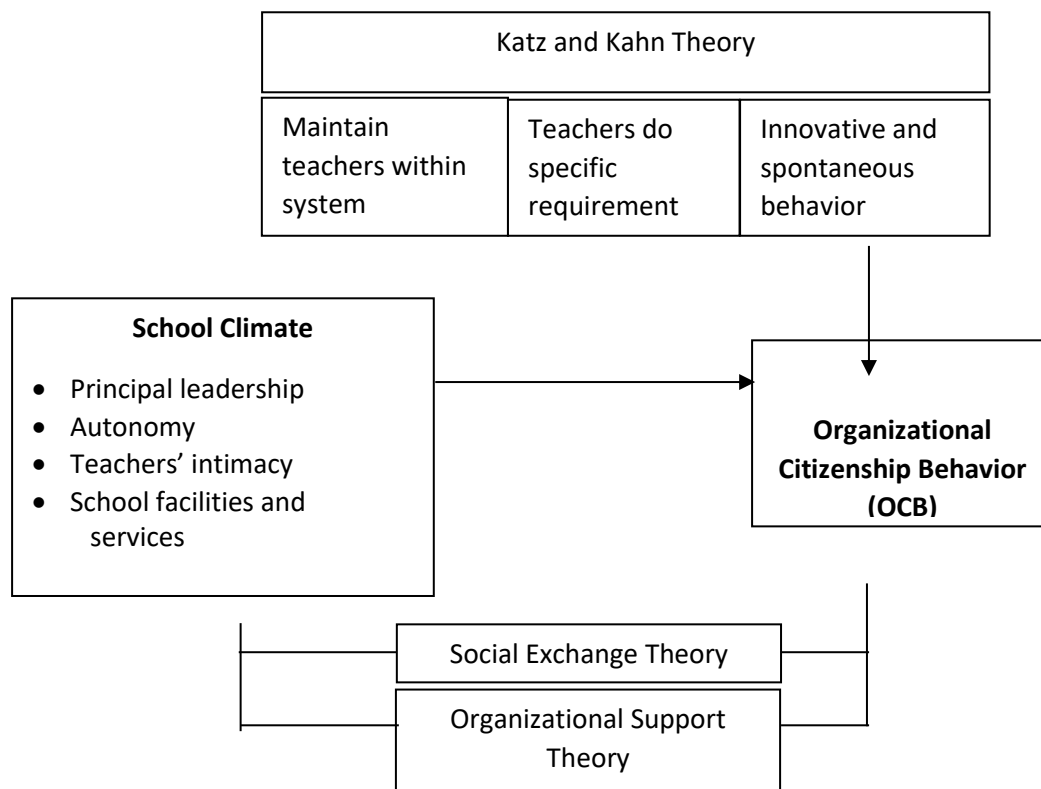 Katz and Kahn Theory
Maintain
teachers within
system
Teachers do
specific
requirement
Innovative and
spontaneous
behavior
School Climate
• Principal leadership
• Autonomy
• Teachers’ intimacy
• School facilities and
services
Organizational
Citizenship Behavior
(OCB)
Social Exchange Theory
Organizational Support
Theory